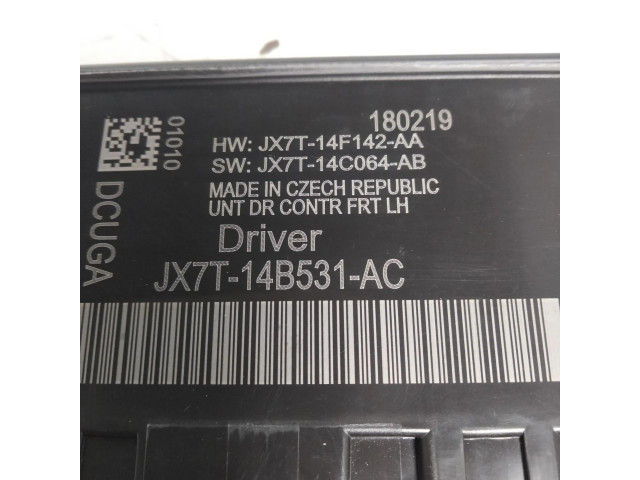 180219
01010
HW: JX7T-14F142-AA
SW: JX7T-14C064-AB
MADE IN CZECH REPUBLIC
UNT DR CONTR FRT LH
DCUGA
Driver
JX7T-14B531-AC